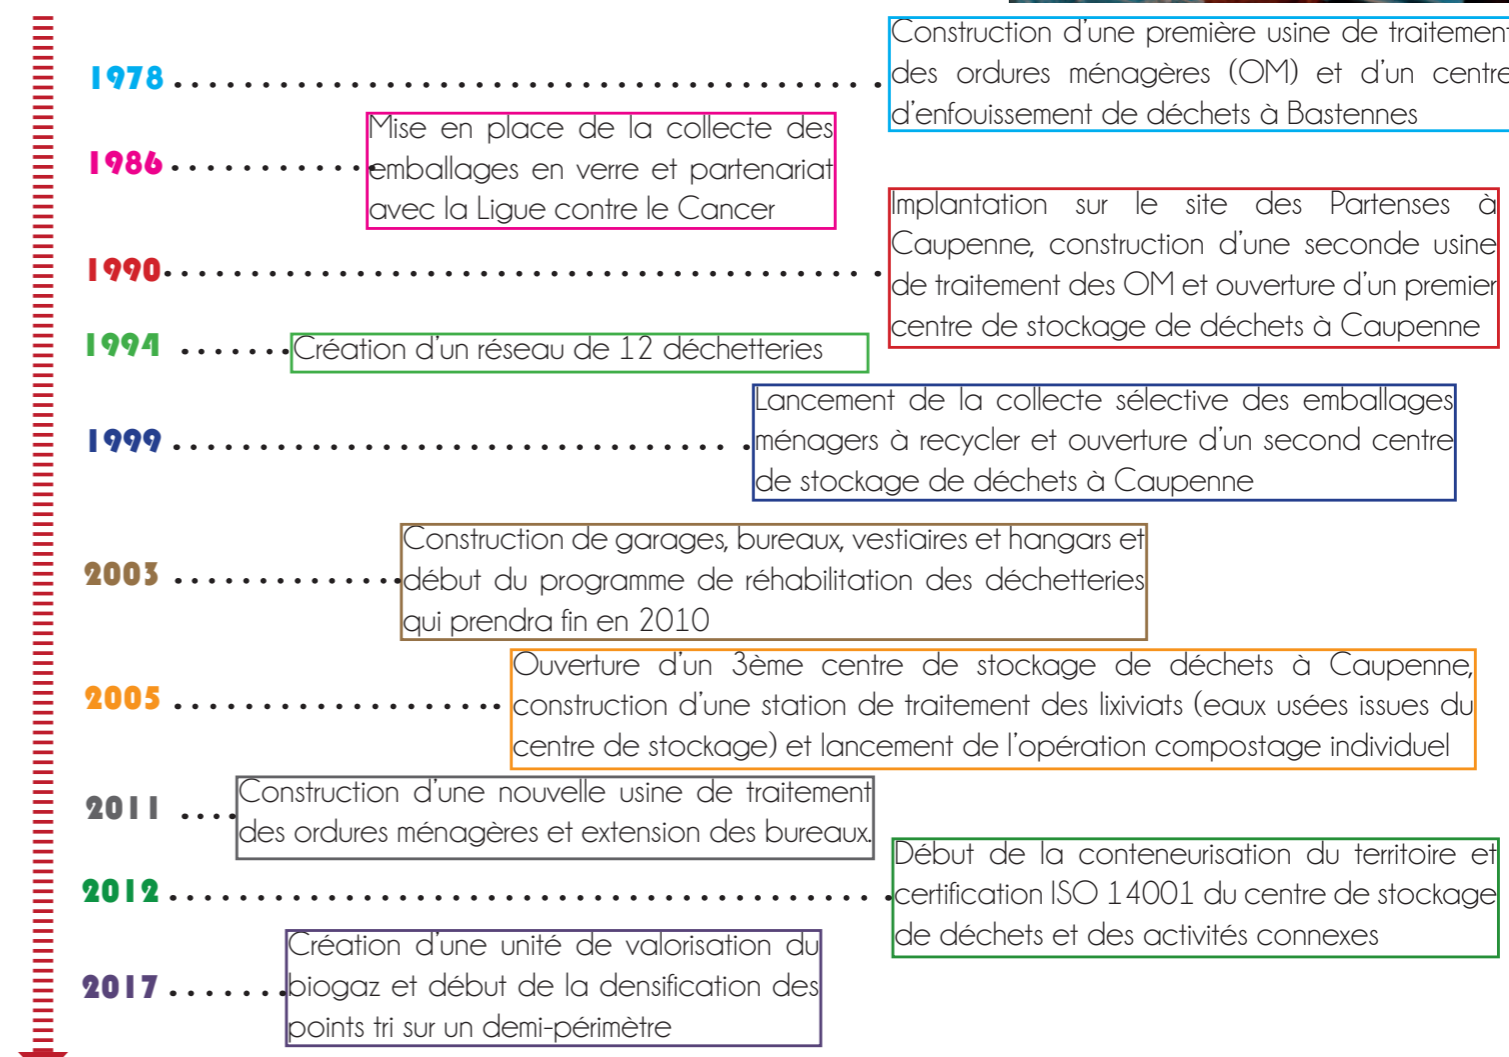 1978
Construction d'une première usine de traitement
des ordures ménagères (OM) et d'un centre
d'enfouissement de déchets à Bastennes
1986
Mise en place de la collecte des
emballages en verre et partenariat
avec la Ligue contre le Cancer
1990
Implantation sur le site des Partenses à
Caupenne, construction d'une seconde usine
de traitement des OM et ouverture d'un premier
centre de stockage de déchets à Caupenne
1994
Création d'un réseau de 12 déchetteries
1999
Lancement de la collecte sélective des emballages
ménagers à recycler et ouverture d'un second centre
de stockage de déchets à Caupenne
2003
Construction de garages, bureaux, vestiaires et hangars et
début du programme de réhabilitation des déchetteries
qui prendra fin en 2010
2005
Ouverture d'un 3ème centre de stockage de déchets à Caupenne,
construction d'une station de traitement des lixiviats (eaux usées issues du
centre de stockage) et lancement de l'opération compostage individuel
2011
Construction d'une nouvelle usine de traitement
des ordures ménagères et extension des bureaux.
2012
Début de la conteneurisation du territoire et
certification ISO 14001 du centre de stockage
de déchets et des activités connexes
2017
Création d'une unité de valorisation du
biogaz et début de la densification des
points tri sur un demi-périmètre